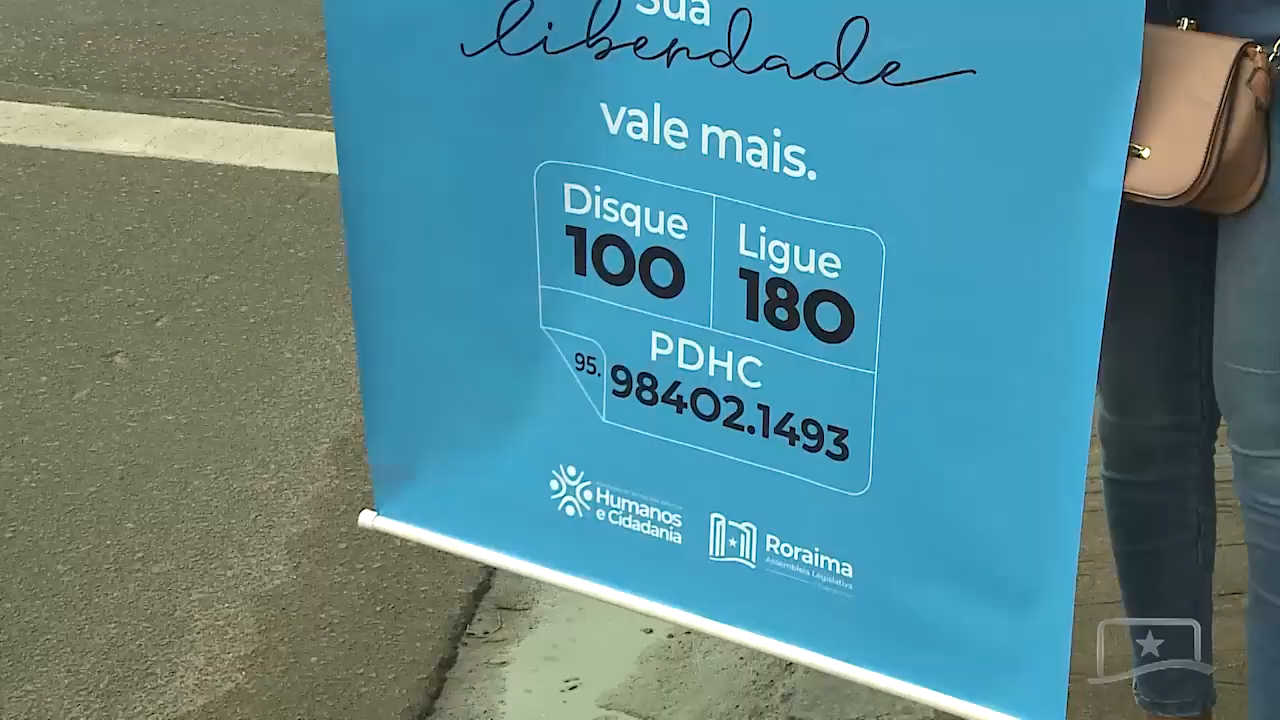 Sua
liberdade
vale mais.
Disque
100
Ligue
180
PDHC
95. 98402.1493
Humanos
e Cidadania
Roraima
Assembleia Legislativa